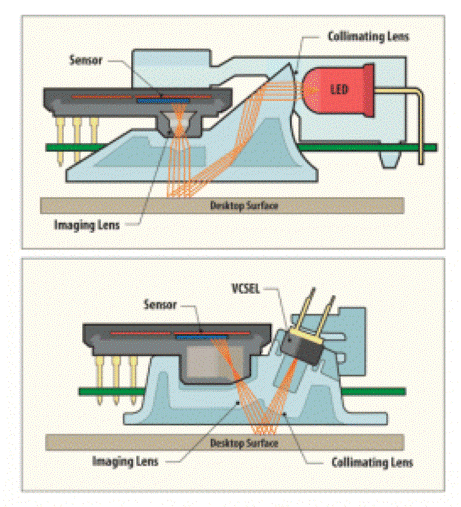 Collimating Lens
Sensor
LED
Desktop Surface
Imaging Lens
VCSEL
Sensor
Desktop Surface
Imaging Lens
Collimating Lens